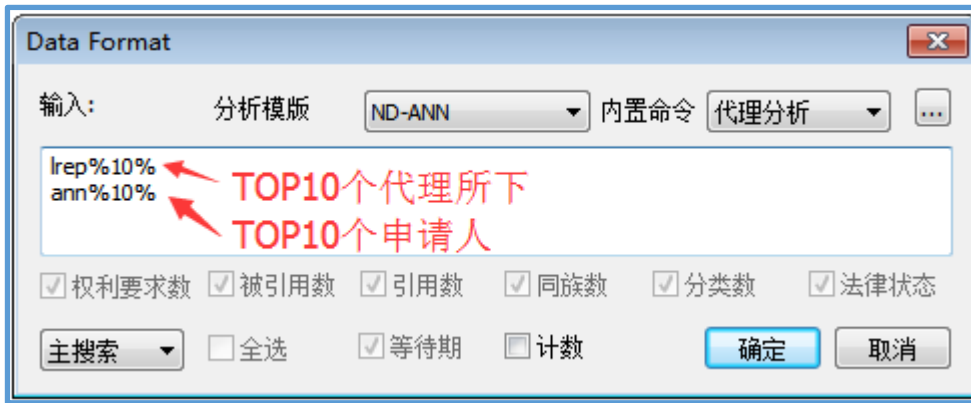 Data Format
输入: 分析模版 ND-ANN 内置命令 代理分析 ...
lrep%10% TOP10个代理所下
ann%10% TOP10个申请人
权利要求数 被引用数 引用数 同族数 分类数 法律状态
主搜索 全选 等待期 计数 确定 取消